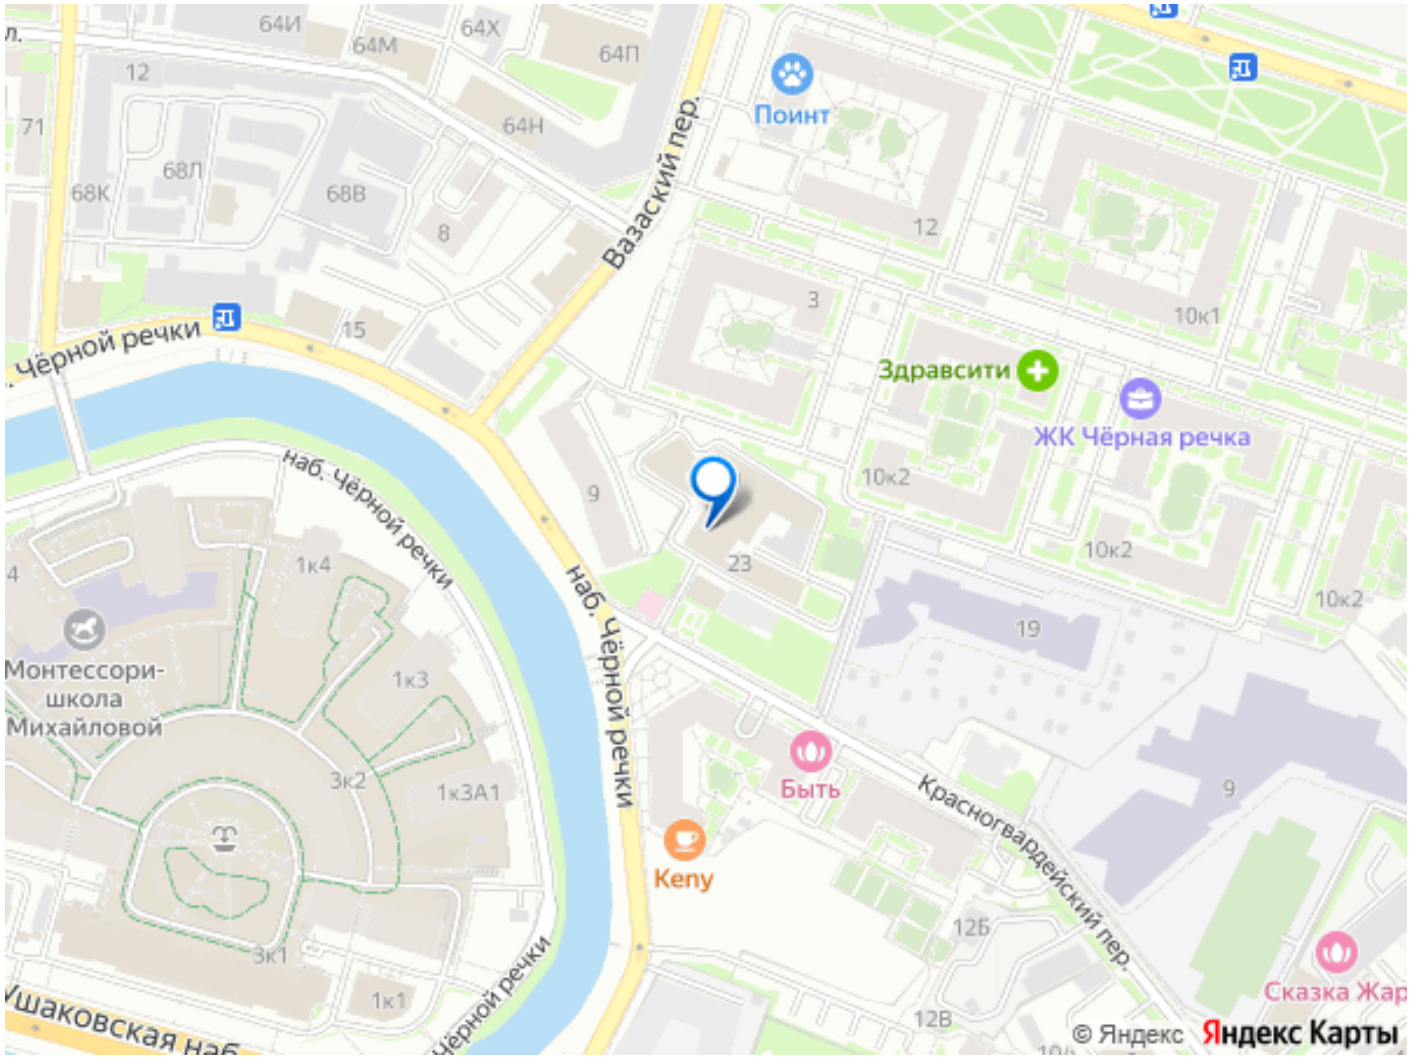 64И
64Х
64М
64П
л.
12
71
64Н
68Л
68К
68В
8
Вазаский пер.
Поинт
12
3
10к1
15
. Чёрной речки
Здравсити
ЖК Чёрная речка
наб. Чёрной речки
9
10к2
10к2
10к2
23
1к4
4
наб. Чёрной речки
19
Монтессори-
школа
Михайловой
1к3
3к2
1к3А1
Быть
Красногвардейский пер.
9
Keny
12Б
3к1
1к1
Чёрной речки
Сказка Жар
Ушаковская наб.
12В
© Яндекс Яндекс Карты